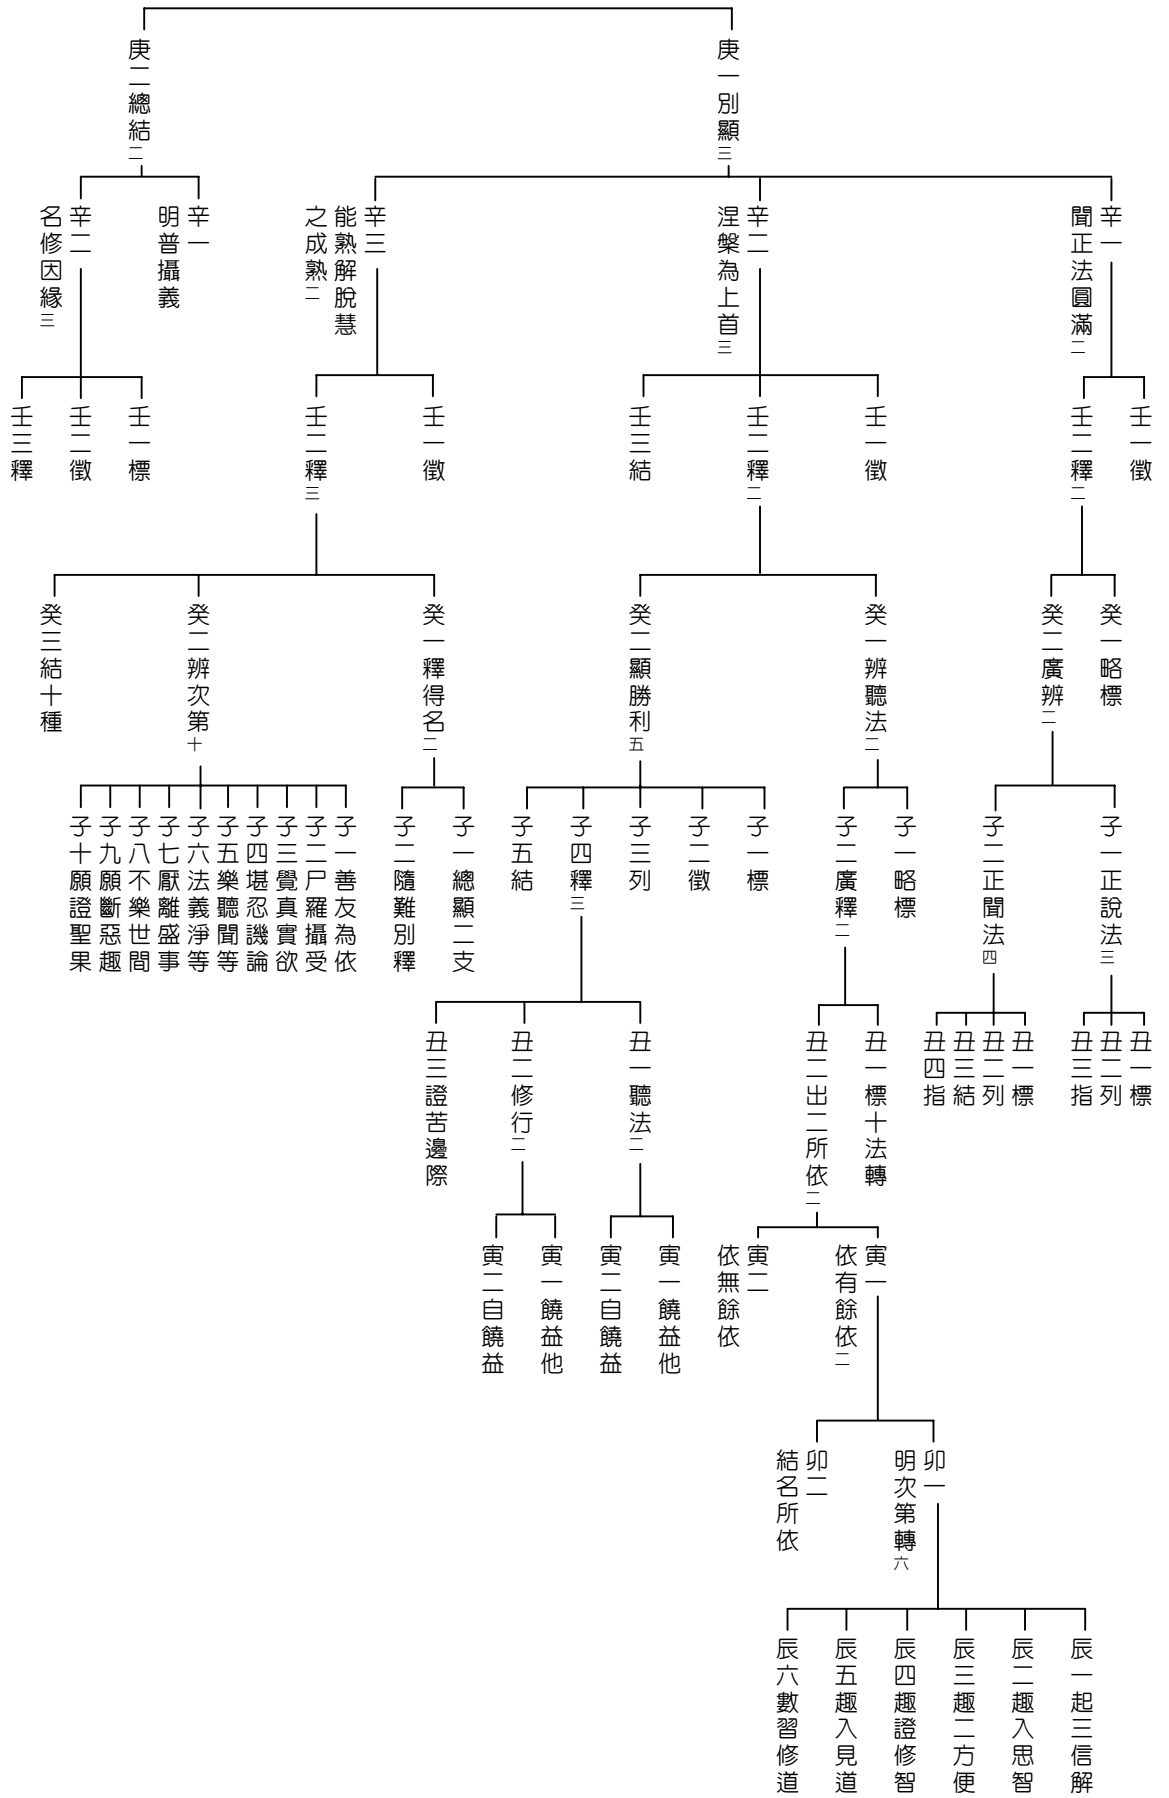 庚一別顯三
庚二總結二
辛一
聞正法圓滿二
辛二
涅槃為上首三
辛三
能熟解脫慧
之成熟二
辛一
明普攝義
辛二
名修因緣三
壬一徵
壬二釋二
壬一徵
壬二釋二
壬三結
壬一徵
壬二釋三
壬一標
壬二徵
壬三釋
癸一略標
癸二廣辨二
癸一辨聽法二
癸二顯勝利五
癸一釋得名二
癸二辨次第十
癸三結十種
子一正說法三
子二正聞法四
子一略標
子二廣釋二
子一標
子二徵
子三列
子四釋三
子五結
子一總顯二支
子二隨難別釋
子一善友為依
子二尸羅攝受
子三覺真實欲
子四堪忍譏論
子五樂聽聞等
子六法義淨等
子七厭離盛事
子八不樂世間
子九願斷惡趣
子十願證聖果
丑一標
丑二列
丑三指
丑一標
丑二列
丑三結
丑四指
丑一標十法轉
丑二出二所依二
丑一聽法二
丑二修行二
丑三證苦邊際
寅一
依有餘依二
寅二
依無餘依
寅一饒益他
寅二自饒益
寅一饒益他
寅二自饒益
卯一
明次第轉六
卯二
結名所依
辰一起三信解
辰二趣入思智
辰三趣二方便
辰四趣證修智
辰五趣入見道
辰六數習修道